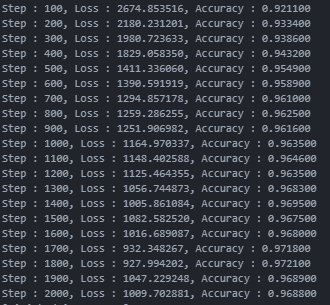 Step : 100, Loss : 2674.853516, Accuracy : 0.921100
Step : 200, Loss : 2180.231201, Accuracy : 0.933400
Step : 300, Loss : 1980.723633, Accuracy : 0.938600
Step : 400, Loss : 1829.058350, Accuracy : 0.943200
Step : 500, Loss : 1411.336060, Accuracy : 0.954900
Step : 600, Loss : 1390.591919, Accuracy : 0.958900
Step : 700, Loss : 1294.857178, Accuracy : 0.961000
Step : 800, Loss : 1259.286255, Accuracy : 0.962500
Step : 900, Loss : 1251.906982, Accuracy : 0.961600
Step : 1000, Loss : 1164.970337, Accuracy : 0.963500
Step : 1100, Loss : 1148.402588, Accuracy : 0.964600
Step : 1200, Loss : 1125.464355, Accuracy : 0.963500
Step : 1300, Loss : 1056.744873, Accuracy : 0.968300
Step : 1400, Loss : 1005.861084, Accuracy : 0.969500
Step : 1500, Loss : 1082.582520, Accuracy : 0.967500
Step : 1600, Loss : 1016.689087, Accuracy : 0.968000
Step : 1700, Loss : 932.348267, Accuracy : 0.971800
Step : 1800, Loss : 927.994202, Accuracy : 0.972100
Step : 1900, Loss : 1047.229248, Accuracy : 0.968900
Step : 2000, Loss : 1009.702881, Accuracy : 0.968800